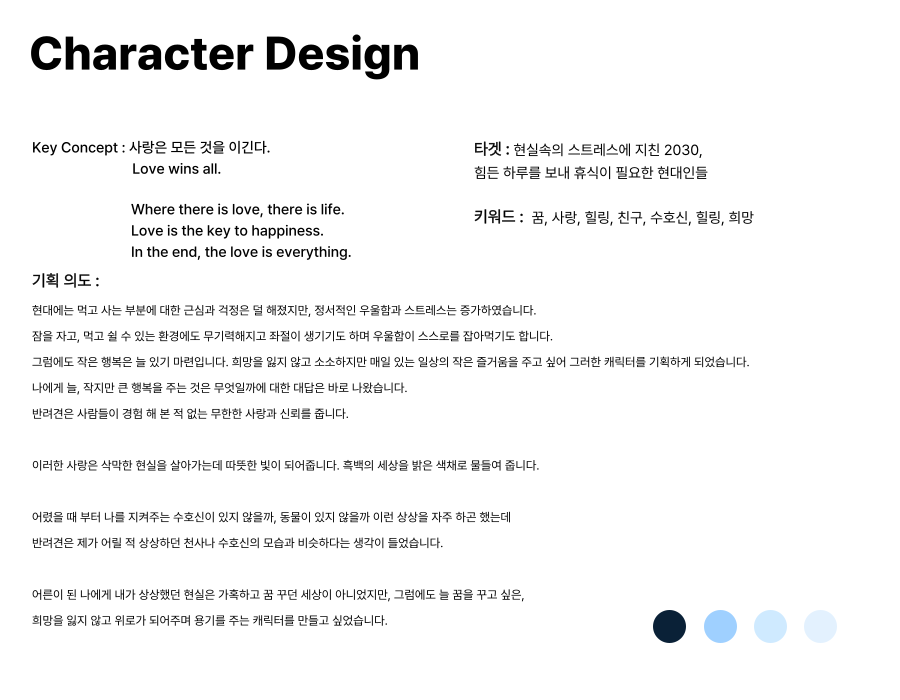 Character Design
Key Concept : 사랑은 모든 것을 이긴다.
Love wins all.
Where there is love, there is life.
Love is the key to happiness.
In the end, the love is everything.
타겟 : 현실속의 스트레스에 지친 2030,
힘든 하루를 보내 휴식이 필요한 현대인들
키워드 : 꿈, 사랑, 힐링, 친구, 수호신, 힐링, 희망
기획 의도 :
현대에는 먹고 사는 부분에 대한 근심과 걱정은 덜 해졌지만, 정서적인 우울함과 스트레스는 증가하였습니다.
잠을 자고, 먹고 쉴 수 있는 환경에도 무기력해지고 좌절이 생기기도 하며 우울함이 스스로를 잡아먹기도 합니다.
그럼에도 작은 행복은 늘 있기 마련입니다. 희망을 잃지 않고 소소하지만 매일 있는 일상의 작은 즐거움을 주고 싶어 그러한 캐릭터를 기획하게 되었습니다.
나에게 늘, 작지만 큰 행복을 주는 것은 무엇일까에 대한 대답은 바로 나왔습니다.
반려견은 사람들이 경험 해 본 적 없는 무한한 사랑과 신뢰를 줍니다.
이러한 사랑은 삭막한 현실을 살아가는데 따뜻한 빛이 되어줍니다. 흑백의 세상을 밝은 색채로 물들여 줍니다.
어렸을 때 부터 나를 지켜주는 수호신이 있지 않을까, 동물이 있지 않을까 이런 상상을 자주 하곤 했는데
반려견은 제가 어릴 적 상상하던 천사나 수호신의 모습과 비슷하다는 생각이 들었습니다.
어른이 된 나에게 내가 상상했던 현실은 가혹하고 꿈 꾸던 세상이 아니었지만, 그럼에도 늘 꿈을 꾸고 싶은,
희망을 잃지 않고 위로가 되어주며 용기를 주는 캐릭터를 만들고 싶었습니다.